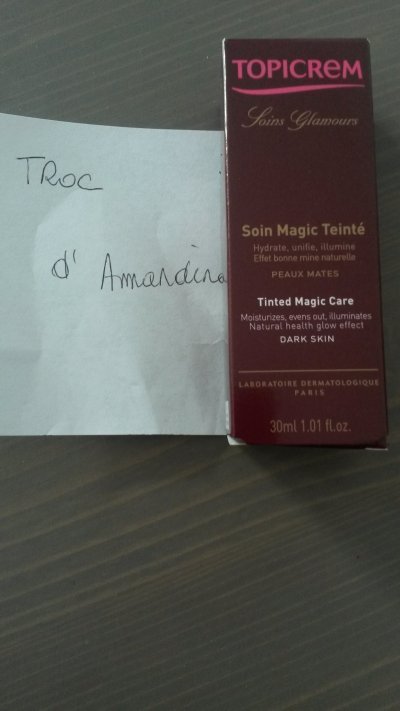 TROC
d' Amandina
TOPICREM
Soins Glamours
Soin Magic Teinté
Hydrate, unifie, illumine
Effet bonne mine naturelle
PEAUX MATES
Tinted Magic Care
Moisturizes, evens out, illuminates
Natural health glow effect
DARK SKIN
LABORATOIRE DERMATOLOGIQUE
PARIS
30ml 1.01 fl.oz.